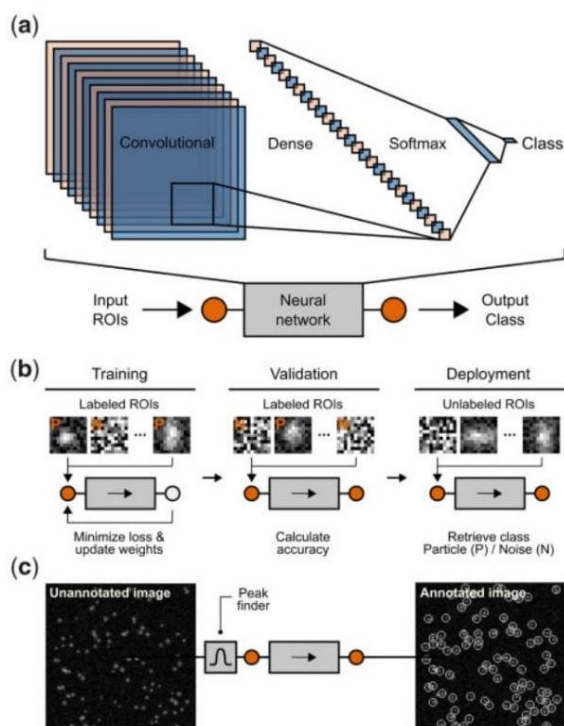 (a)
Convolutional Dense Softmax Class
Input ROIs
Neural network
Output Class
(b)
Training Validation Deployment
Labeled ROIs Labeled ROIs Unlabeled ROIs
P N ... P N P ... N ...
Minimize loss & update weights
Calculate accuracy
Retrieve class Particle (P) / Noise (N)
(c)
Unannotated image
Peak finder
Annotated image